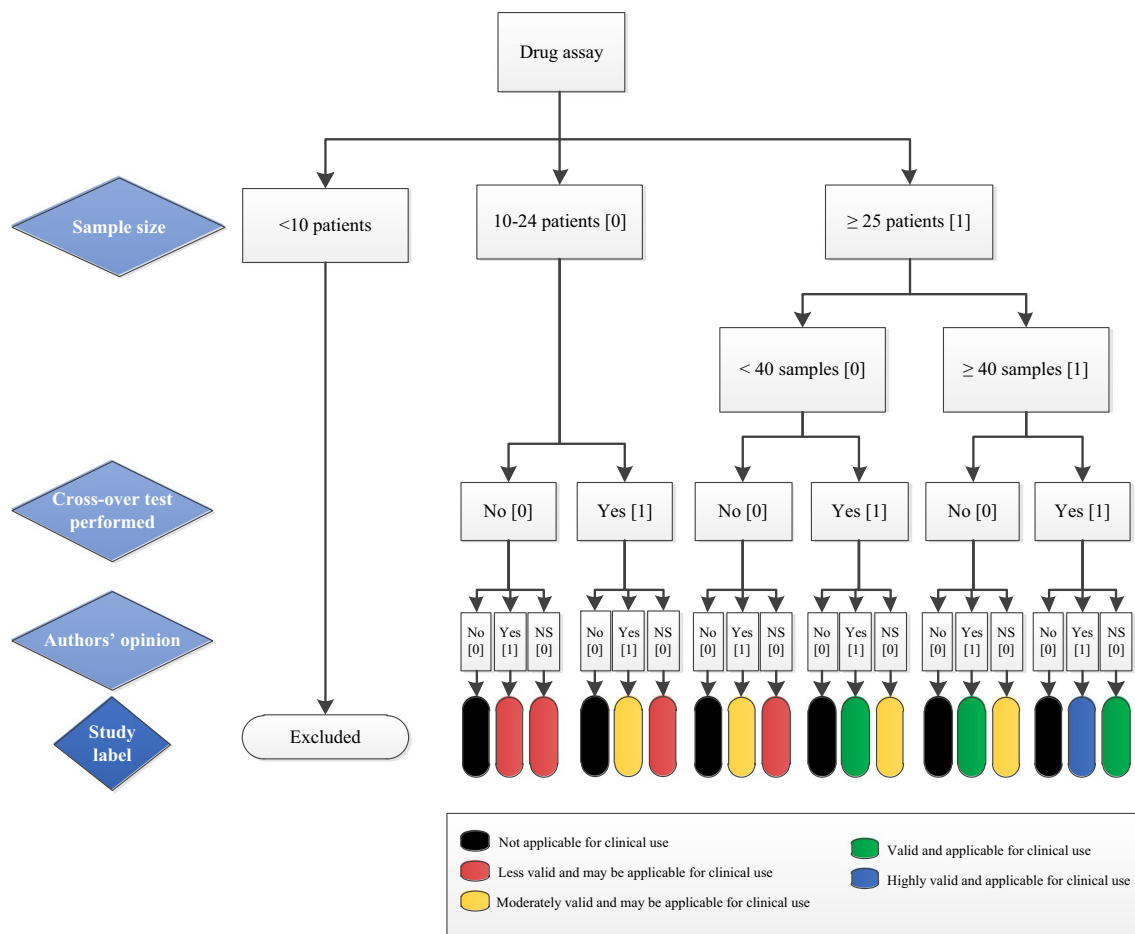 Drug assay
Sample size
<10 patients
10-24 patients [0]
≥ 25 patients [1]
< 40 samples [0]
≥ 40 samples [1]
Cross-over test
performed
No [0]
Yes [1]
No [0]
Yes [1]
No [0]
Yes [1]
Authors’ opinion
No
[0]
Yes
[1]
NS
[0]
No
[0]
Yes
[1]
NS
[0]
No
[0]
Yes
[1]
NS
[0]
No
[0]
Yes
[1]
NS
[0]
No
[0]
Yes
[1]
NS
[0]
No
[0]
Yes
[1]
NS
[0]
Study
label
Excluded
Not applicable for clinical use
Less valid and may be applicable for clinical use
Moderately valid and may be applicable for clinical use
Valid and applicable for clinical use
Highly valid and applicable for clinical use